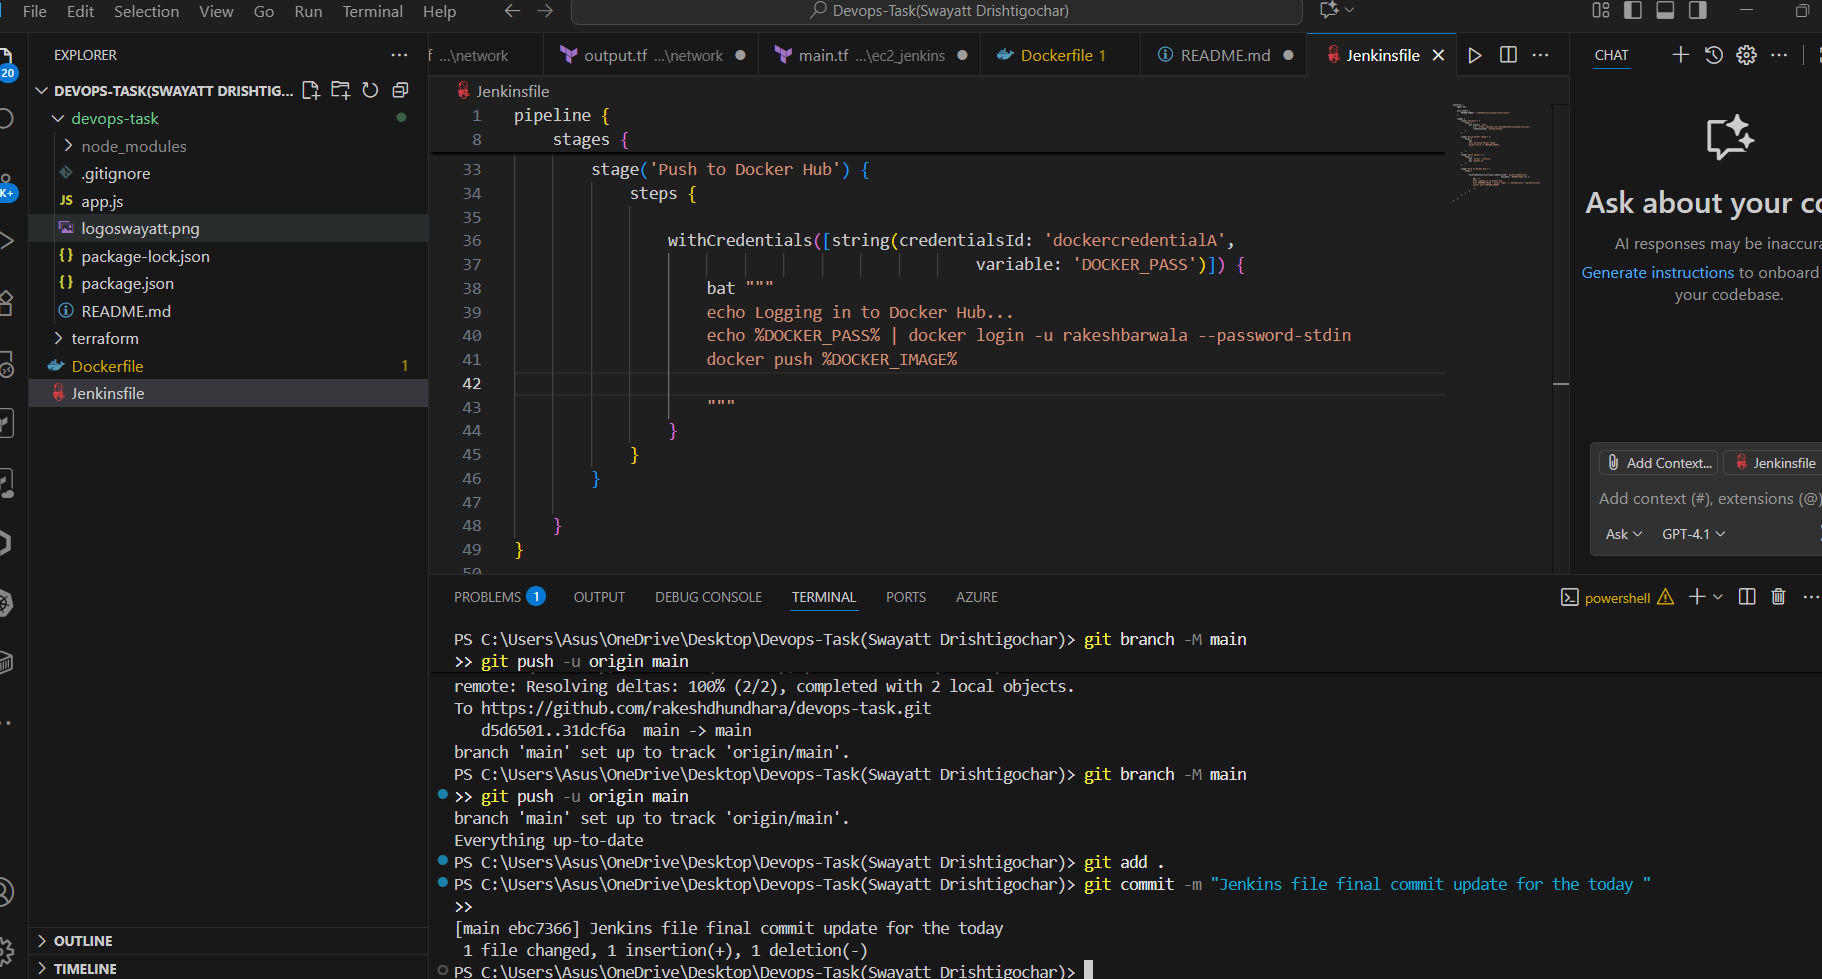 File Edit Selection View Go Run Terminal Help
Devops-Task(Swayatt Drishtigochar)
EXPLORER
...\network
output.tf ...\network
main.tf ...\ec2_jenkins
Dockerfile 1
README.md
Jenkinsfile
CHAT
20
K+
DEVOPS-TASK(SWAYATT DRISHTIG...
devops-task
node_modules
.gitignore
JS app.js
logoswayatt.png
{} package-lock.json
{} package.json
README.md
terraform
Dockerfile 1
Jenkinsfile
OUTLINE
TIMELINE
Jenkinsfile
1 pipeline {
8 stages {
33 stage('Push to Docker Hub') {
34 steps {
35
36 withCredentials([string(credentialsId: 'dockercredentialA',
37 variable: 'DOCKER_PASS')]) {
38 bat """
39 echo Logging in to Docker Hub...
40 echo %DOCKER_PASS% | docker login -u rakeshbarwala --password-stdin
41 docker push %DOCKER_IMAGE%
42
43 """
44 }
45 }
46 }
47
48 }
49 }
50
Ask about your co
AI responses may be inaccura
Generate instructions to onboard
your codebase.
Add Context...
Jenkinsfile
Add context (#), extensions (@)
Ask GPT-4.1
PROBLEMS 1 OUTPUT DEBUG CONSOLE TERMINAL PORTS AZURE
powershell
PS C:\Users\Asus\OneDrive\Desktop\Devops-Task(Swayatt Drishtigochar)> git branch -M main
>> git push -u origin main
remote: Resolving deltas: 100% (2/2), completed with 2 local objects.
To https://github.com/rakeshdhundhara/devops-task.git
d5d6501..31dcf6a main -> main
branch 'main' set up to track 'origin/main'.
PS C:\Users\Asus\OneDrive\Desktop\Devops-Task(Swayatt Drishtigochar)> git branch -M main
>> git push -u origin main
branch 'main' set up to track 'origin/main'.
Everything up-to-date
PS C:\Users\Asus\OneDrive\Desktop\Devops-Task(Swayatt Drishtigochar)> git add .
PS C:\Users\Asus\OneDrive\Desktop\Devops-Task(Swayatt Drishtigochar)> git commit -m "Jenkins file final commit update for the today "
>>
[main ebc7366] Jenkins file final commit update for the today
1 file changed, 1 insertion(+), 1 deletion(-)
PS C:\Users\Asus\OneDrive\Desktop\Devops-Task(Swayatt Drishtigochar)>